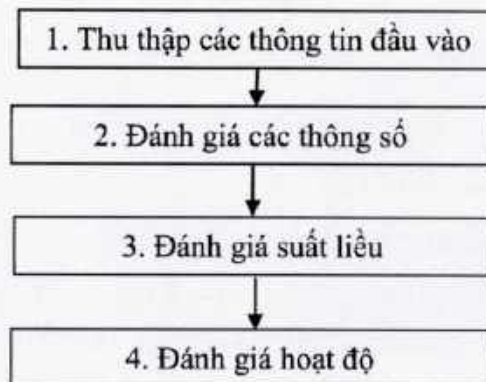 1. Thu thập các thông tin đầu vào
2. Đánh giá các thông số
3. Đánh giá suất liều
4. Đánh giá hoạt độ